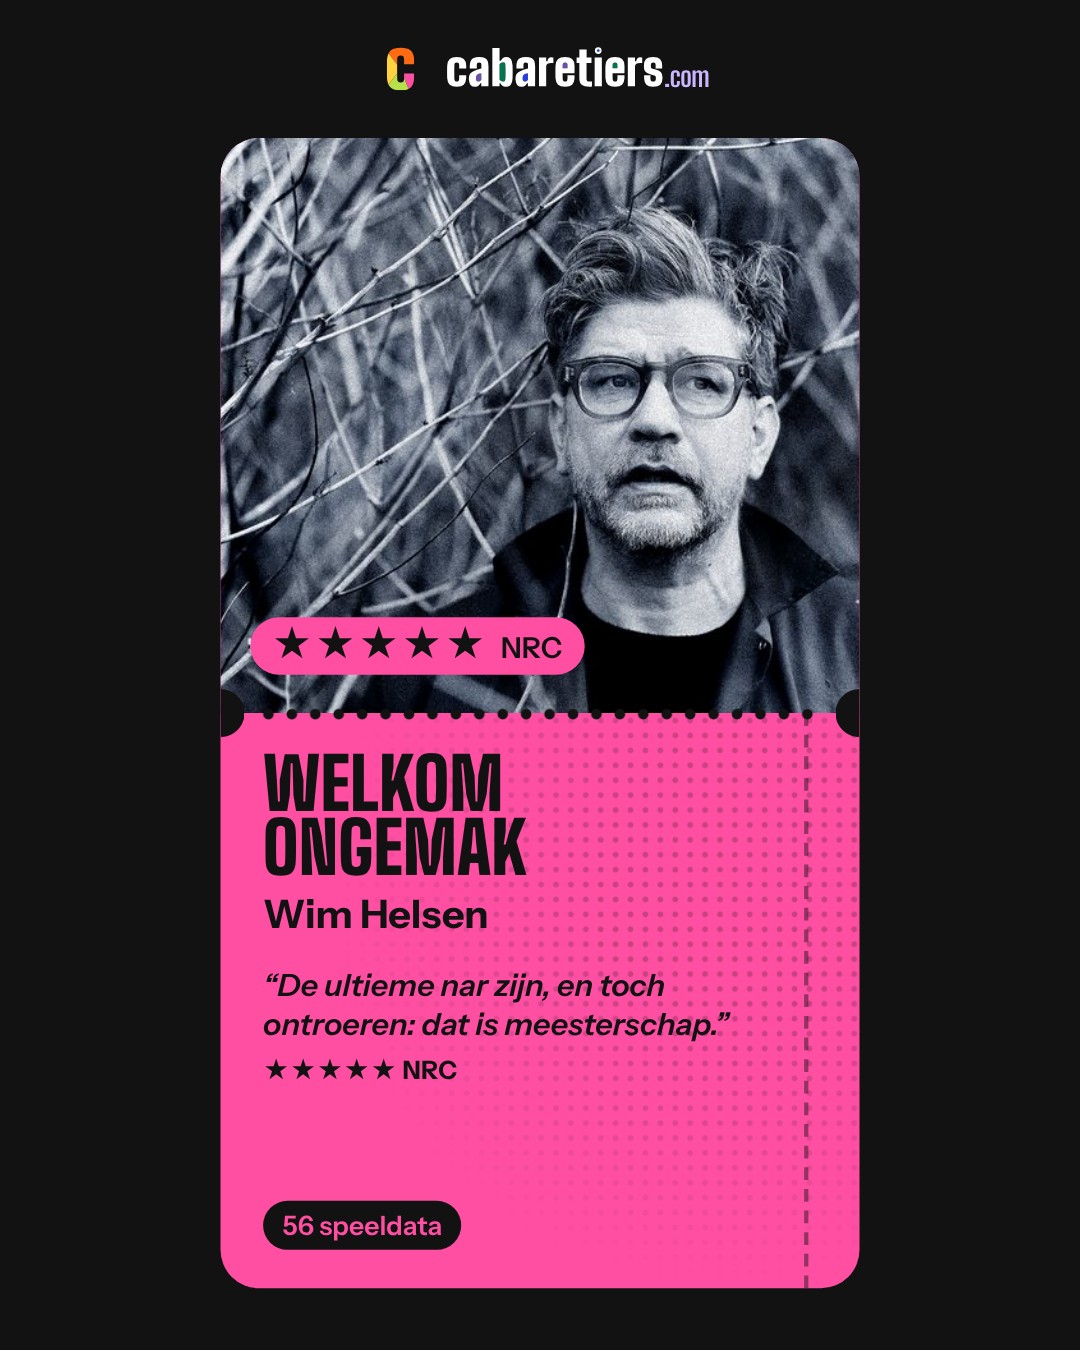 cabaretiers.com
★★★★★ NRC
WELKOM
ONGEMAK
Wim Helsen
“De ultieme nar zijn, en toch
ontroeren: dat is meesterschap.”
★★★★★ NRC
56 speeldata